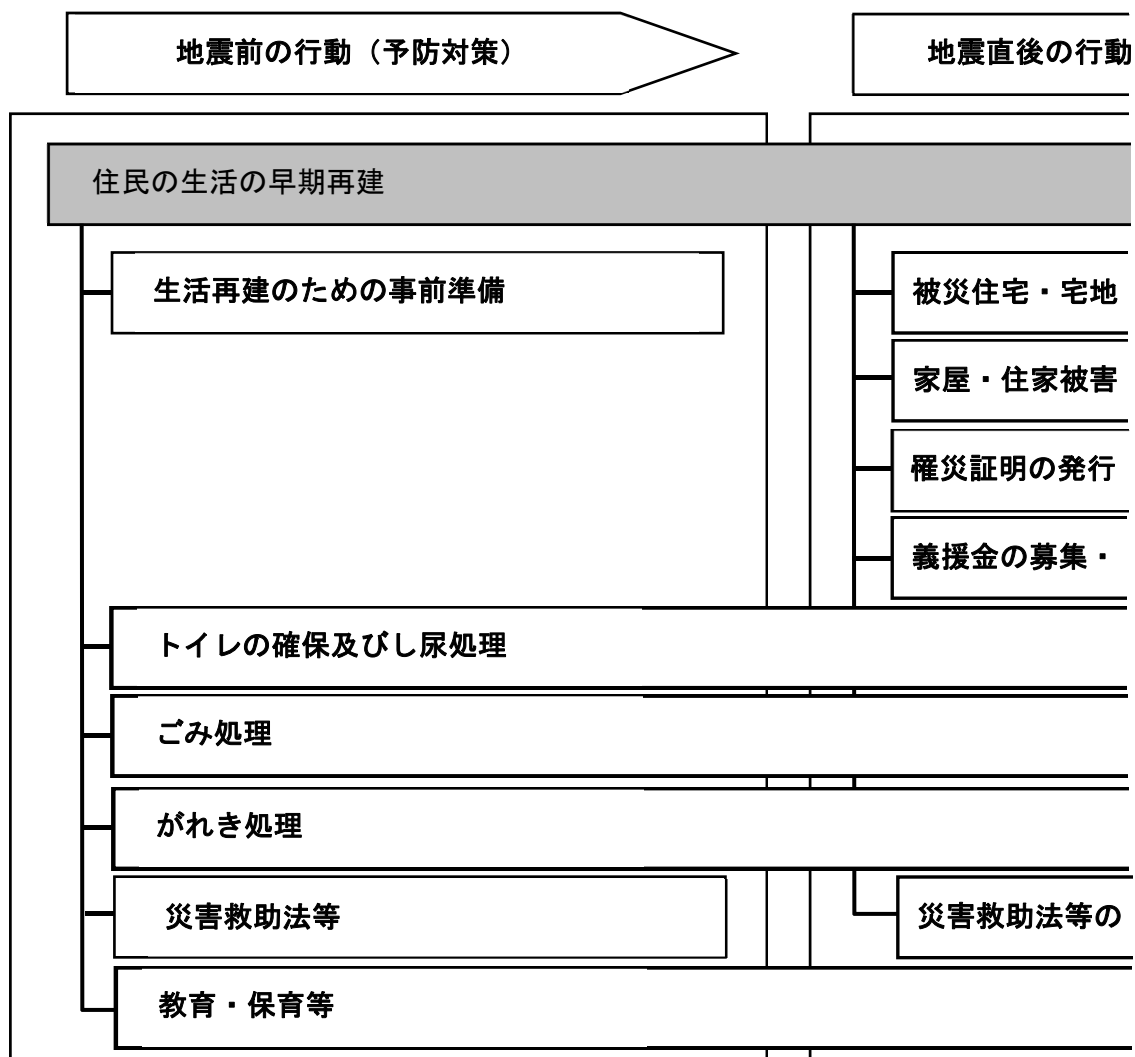 地震前の行動（予防対策）
地震直後の行動
住民の生活の早期再建
生活再建のための事前準備
被災住宅・宅地
家屋・住家被害
罹災証明の発行
義援金の募集・
トイレの確保及びし尿処理
ごみ処理
がれき処理
災害救助法等
災害救助法等の
教育・保育等